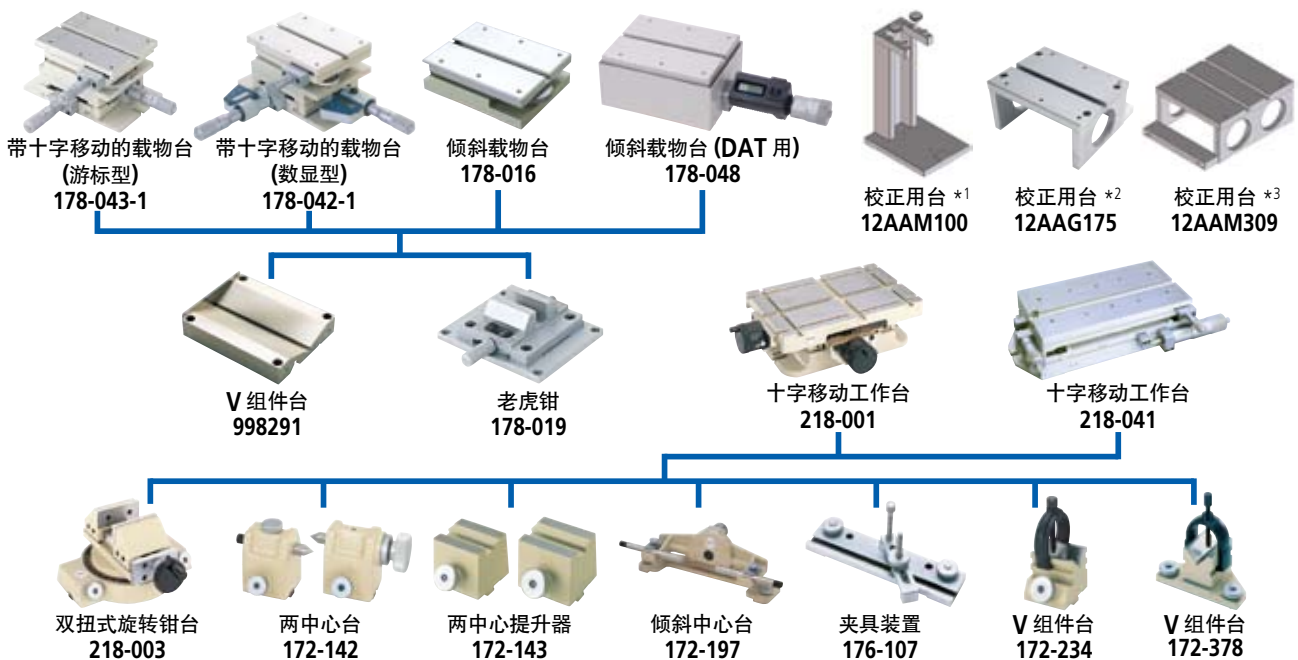 带十字移动的载物台
(游标型)
178-043-1
带十字移动的载物台
(数显型)
178-042-1
倾斜载物台
178-016
倾斜载物台 (DAT 用)
178-048
校正用台 *1
12AAM100
校正用台 *2
12AAG175
校正用台 *3
12AAM309
V 组件台
998291
老虎钳
178-019
十字移动工作台
218-001
十字移动工作台
218-041
双扭式旋转钳台
218-003
两中心台
172-142
两中心提升器
172-143
倾斜中心台
172-197
夹具装置
176-107
V 组件台
172-234
V 组件台
172-378